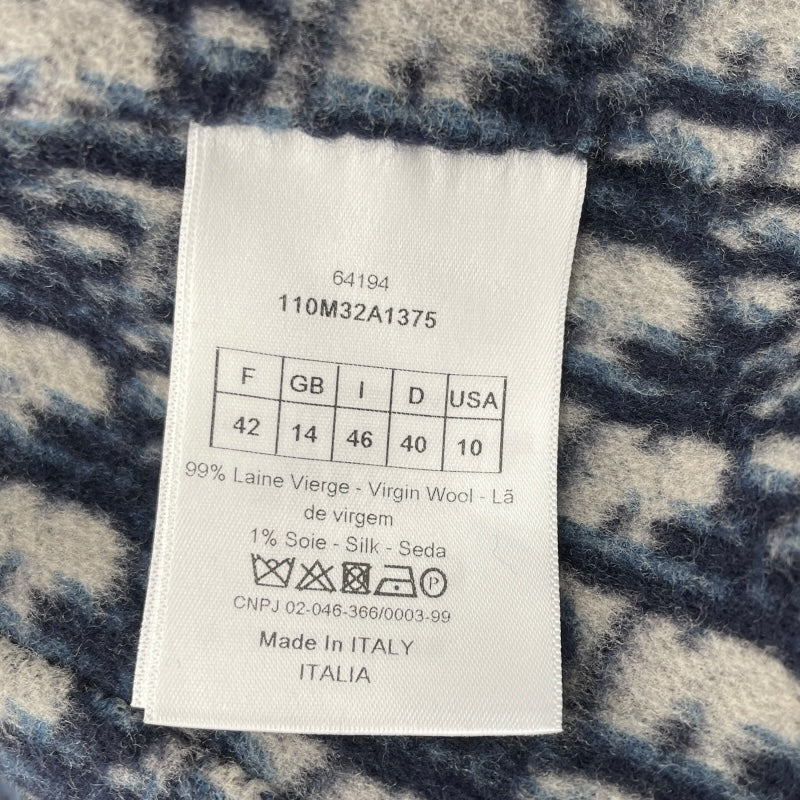 64194
110M32A1375
F GB I D USA
42 14 46 40 10
99% Laine Vierge - Virgin Wool - Lã
de virgem
1% Soie - Silk - Seda
P
CNPJ 02-046-366/0003-99
Made In ITALY
ITALIA